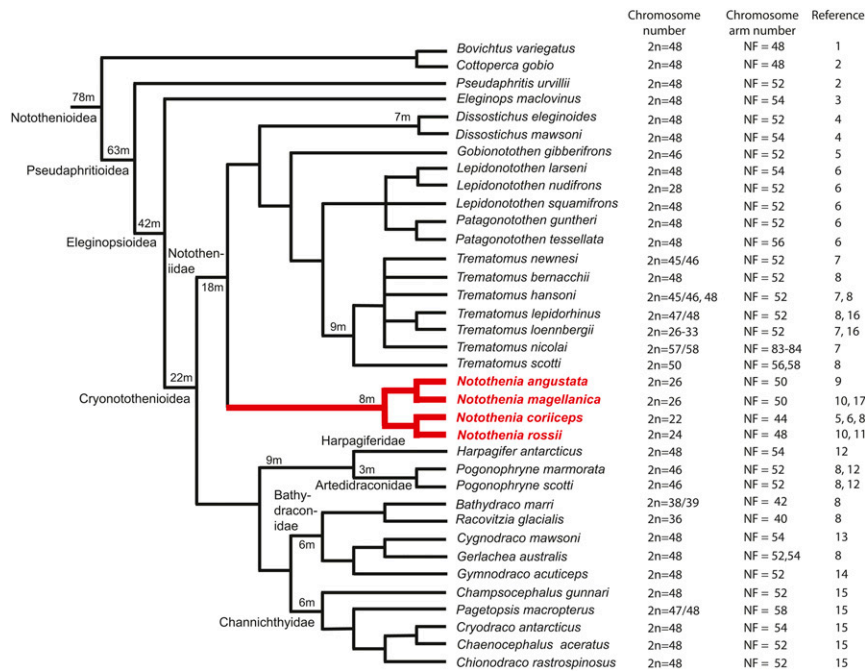 Chromosome number Chromosome arm number Reference
Bovichtus variegatus 2n=48 NF = 48 1
Cottoperca gobio 2n=48 NF = 48 2
78m
Pseudaphritis urvillii 2n=48 NF = 52 2
Eleginops maclovinus 2n=48 NF = 54 3
Notothenioidea
7m
Dissostichus eleginoides 2n=48 NF = 52 4
Dissostichus mawsoni 2n=48 NF = 54 4
63m
Gobionotothen gibberifrons 2n=46 NF = 52 5
Pseudaphritioidea
Lepidonotothen larseni 2n=48 NF = 54 6
Lepidonotothen nudifrons 2n=28 NF = 52 6
Lepidonotothen squamifrons 2n=48 NF = 52 6
42m
Patagonotothen guntheri 2n=48 NF = 52 6
Eleginopsioidea
Patagonotothen tessellata 2n=48 NF = 56 6
Nototheniidae
Trematomus newnesi 2n=45/46 NF = 52 7
Trematomus bernacchii 2n=48 NF = 52 8
18m
Trematomus hansoni 2n=45/46, 48 NF = 52 7, 8
Trematomus lepidorhinus 2n=47/48 NF = 52 8, 16
9m
Trematomus loennbergii 2n=26-33 NF = 52 7, 16
Trematomus nicolai 2n=57/58 NF = 83-84 7
Trematomus scotti 2n=50 NF = 56,58 8
22m
Notothenia angustata 2n=26 NF = 50 9
Cryonotothenioidea
8m
Notothenia magellanica 2n=26 NF = 50 10, 17
Notothenia coriiceps 2n=22 NF = 44 5, 6, 8
Notothenia rossii 2n=24 NF = 48 10, 11
Harpagiferidae
Harpagifer antarcticus 2n=48 NF = 54 12
9m
3m
Pogonophryne marmorata 2n=46 NF = 52 8, 12
Artedidraconidae
Pogonophryne scotti 2n=46 NF = 52 8, 12
Bathydraconidae
Bathydraco marri 2n=38/39 NF = 42 8
Racovitzia glacialis 2n=36 NF = 40 8
6m
Cygnodraco mawsoni 2n=48 NF = 54 13
Gerlachea australis 2n=48 NF = 52,54 8
Gymnodraco acuticeps 2n=48 NF = 52 14
Champsocephalus gunnari 2n=48 NF = 52 15
6m
Pagetopsis macropterus 2n=47/48 NF = 58 15
Channichthyidae
Cryodraco antarcticus 2n=48 NF = 54 15
Chaenocephalus aceratus 2n=48 NF = 52 15
Chionodraco rastrospinosus 2n=48 NF = 52 15